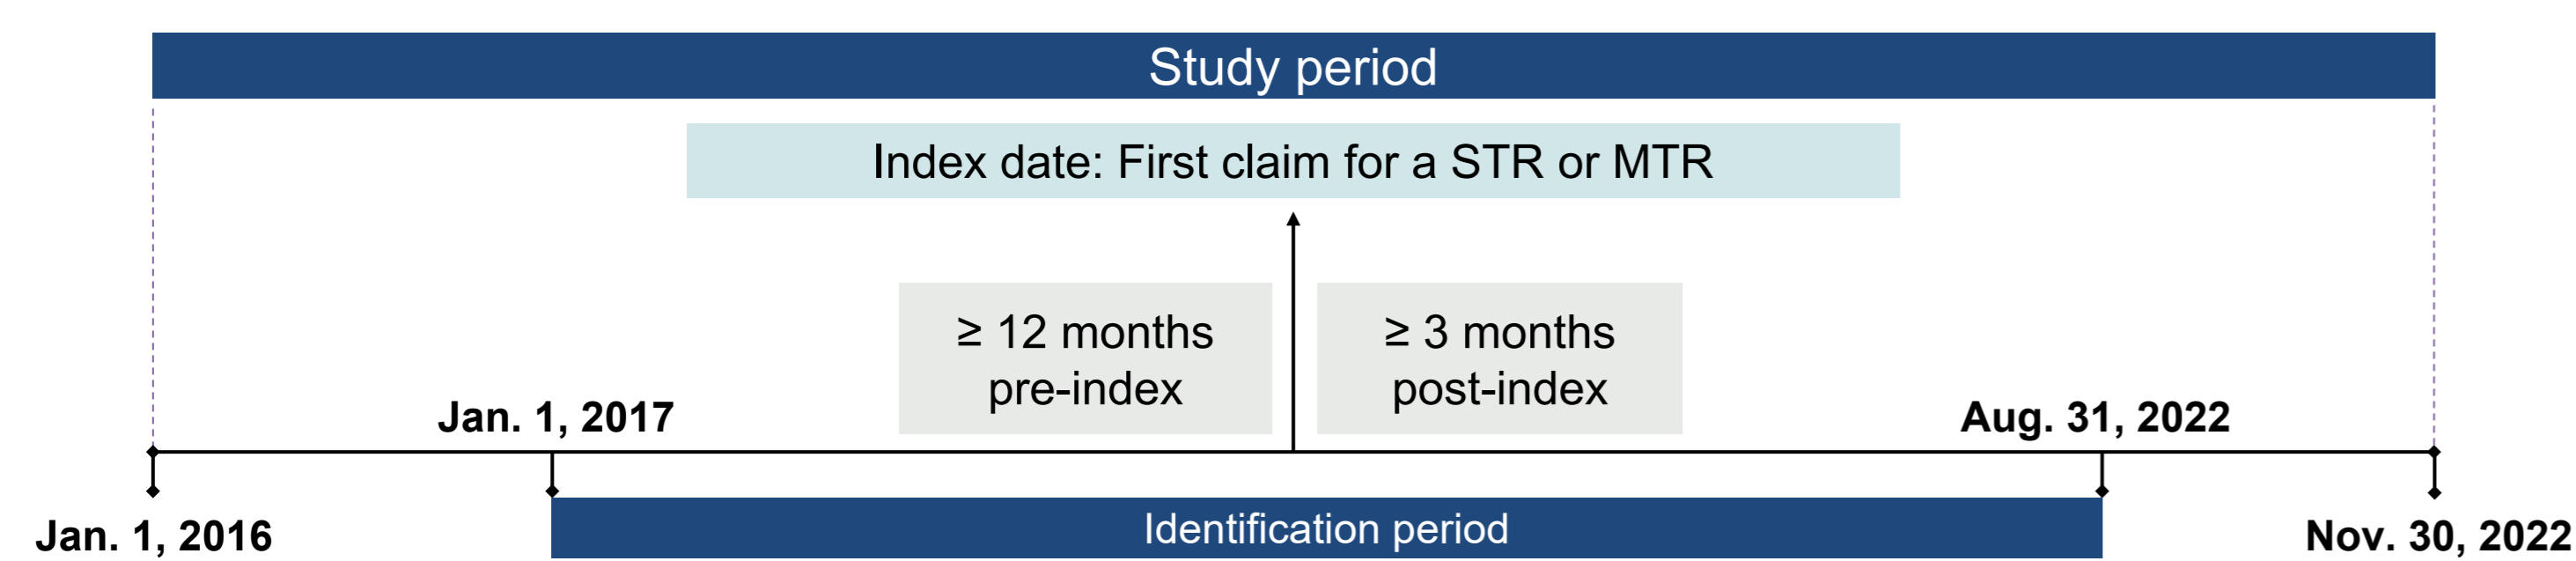 Study period
Index date: First claim for a STR or MTR
≥ 12 months
pre-index
≥ 3 months
post-index
Jan. 1, 2017
Aug. 31, 2022
Identification period
Jan. 1, 2016
Nov. 30, 2022